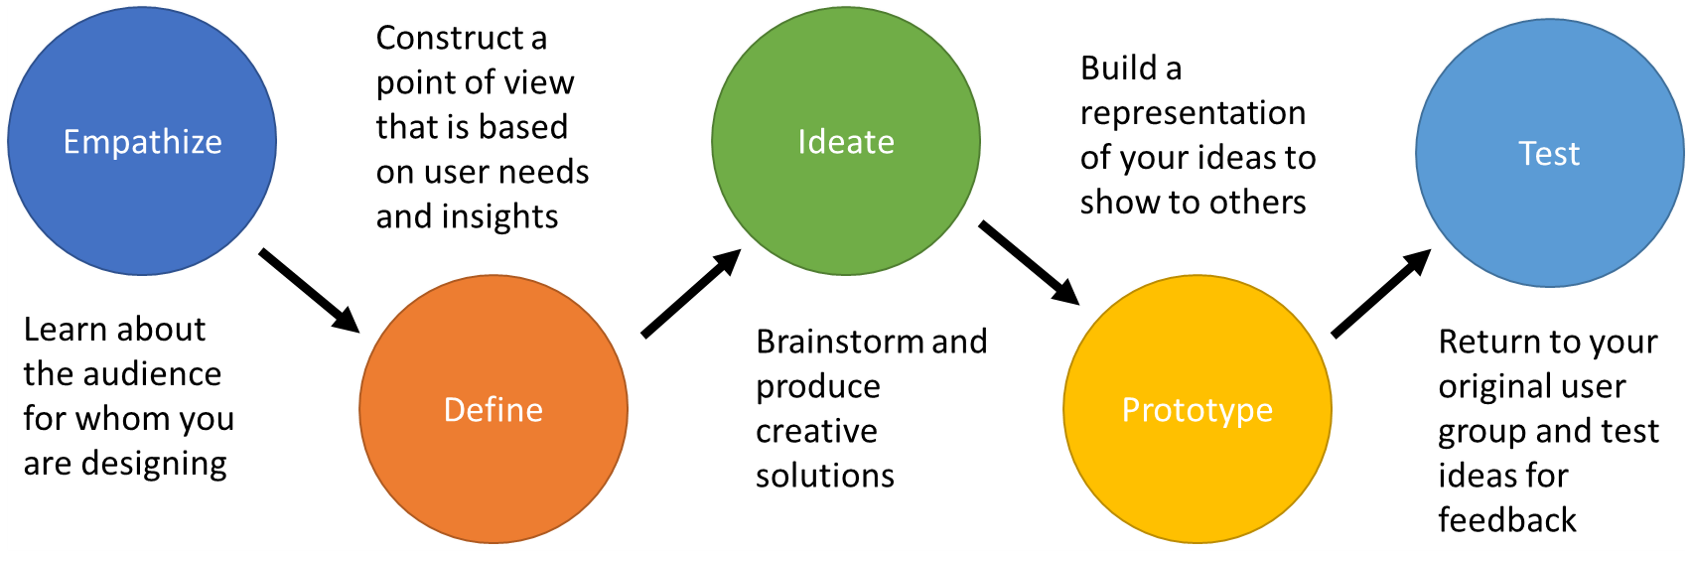 Empathize
Learn about
the audience
for whom you
are designing
Construct a
point of view
that is based
on user needs
and insights
Define
Ideate
Brainstorm and
produce
creative
solutions
Build a
representation
of your ideas to
show to others
Prototype
Test
Return to your
original user
group and test
ideas for
feedback